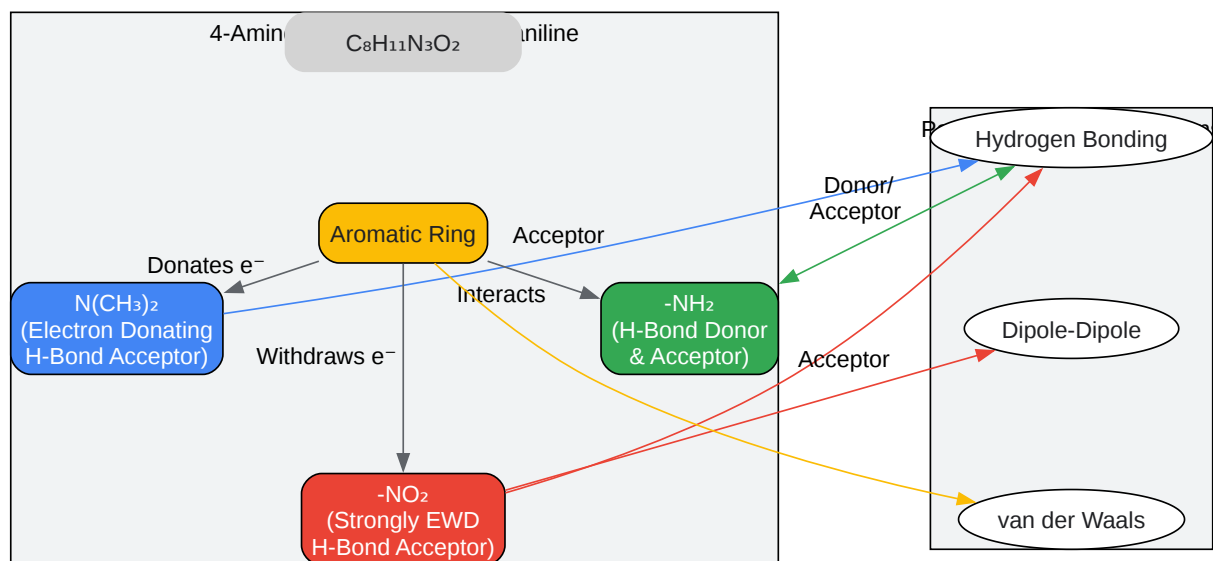 4-Amin
aniline
C₈H₁₁N₃O₂
Hydrogen Bonding
Donor/
Acceptor
Aromatic Ring
Acceptor
Donates e⁻
Interacts
N(CH₃)₂
(Electron Donating
H-Bond Acceptor)
-NH₂
(H-Bond Donor
& Acceptor)
Dipole-Dipole
Withdraws e⁻
Acceptor
-NO₂
(Strongly EWD
H-Bond Acceptor)
van der Waals